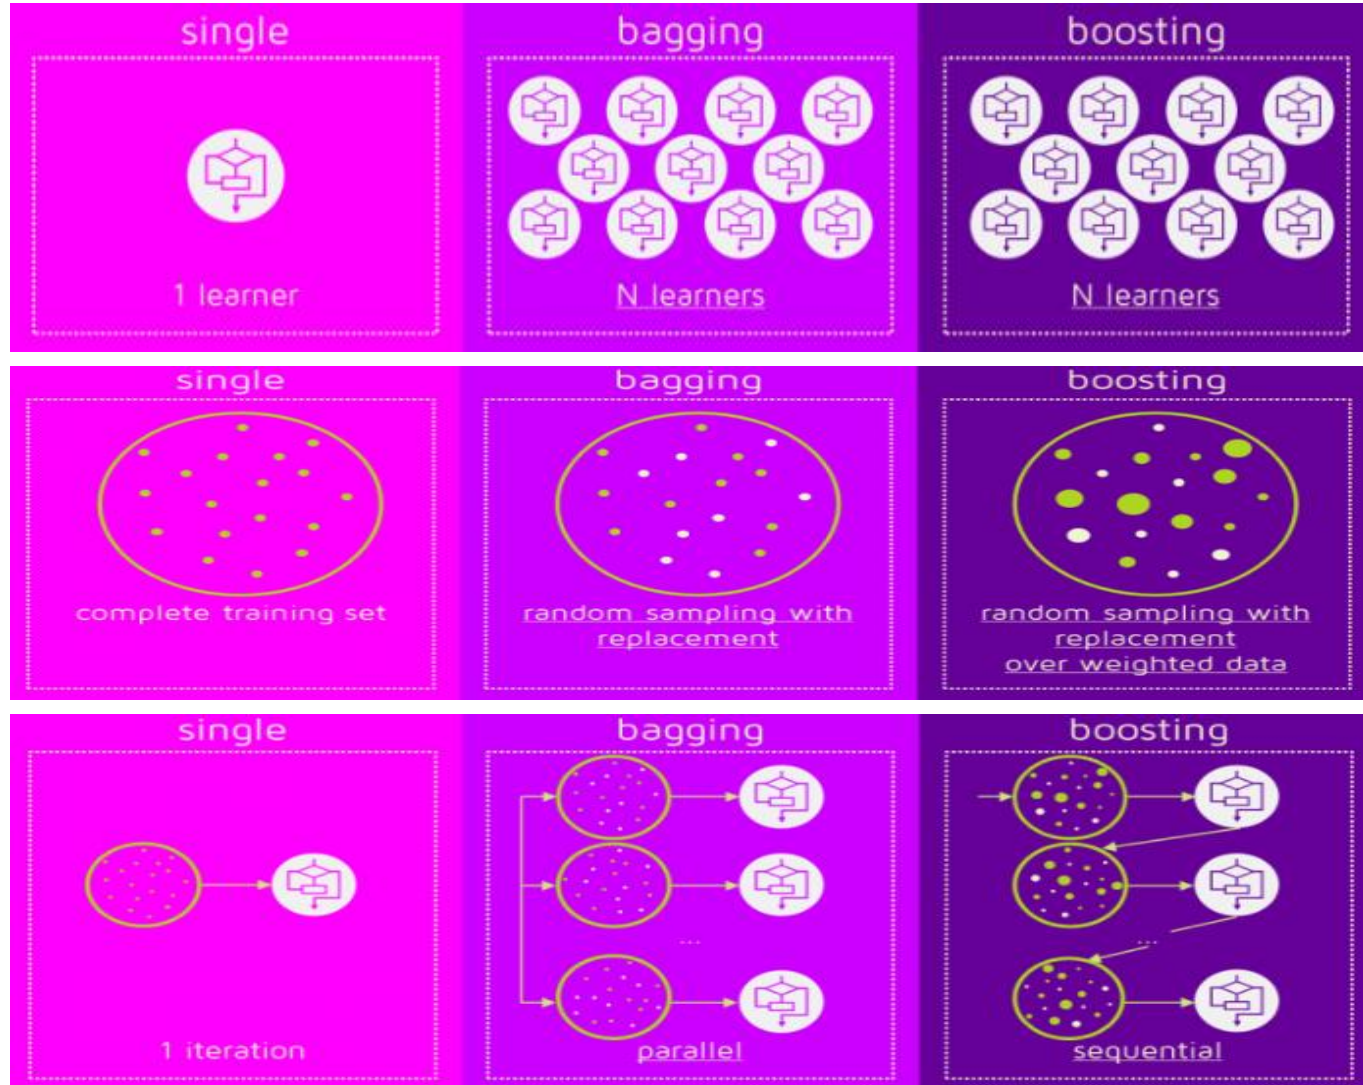 single
bagging
boosting
1 learner
N learners
N learners
single
bagging
boosting
complete training set
random sampling with
replacement
random sampling with
replacement
over weighted data
single
bagging
boosting
...
...
1 iteration
parallel
sequential